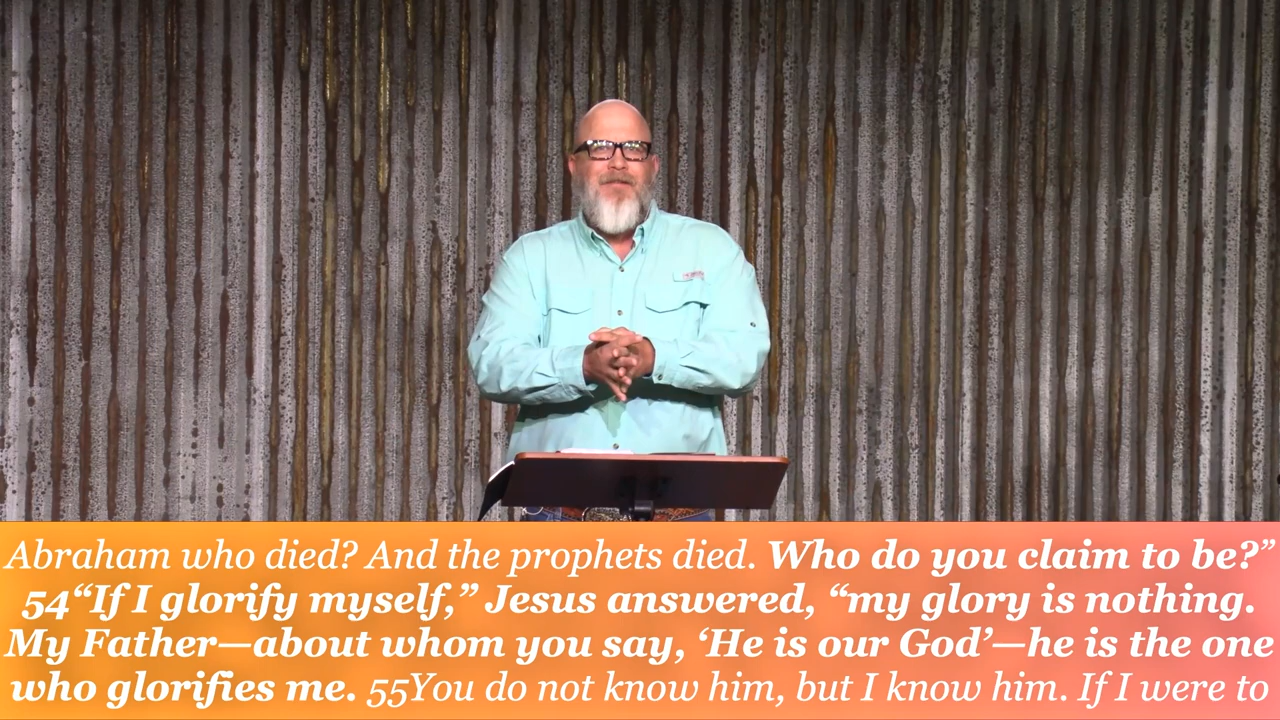 Abraham who died? And the prophets died. Who do you claim to be?”
54“If I glorify myself,” Jesus answered, “my glory is nothing.
My Father—about whom you say, ‘He is our God’—he is the one
who glorifies me. 55You do not know him, but I know him. If I were to